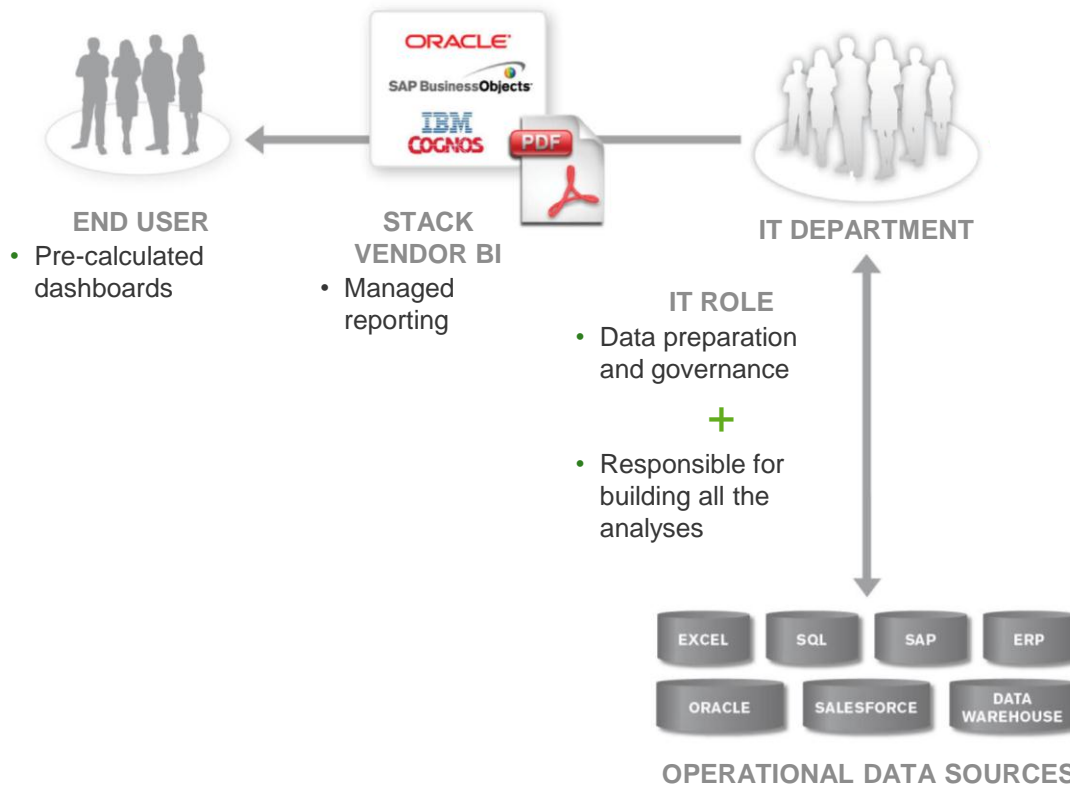 ORACLE
SAP BusinessObjects
IBM
COGNOS
PDF
END USER
• Pre-calculated
dashboards
STACK
VENDOR BI
• Managed
reporting
IT DEPARTMENT
IT ROLE
• Data preparation
and governance
+
• Responsible for
building all the
analyses
EXCEL
SQL
SAP
ERP
ORACLE
SALESFORCE
DATA
WAREHOUSE
OPERATIONAL DATA SOURCES